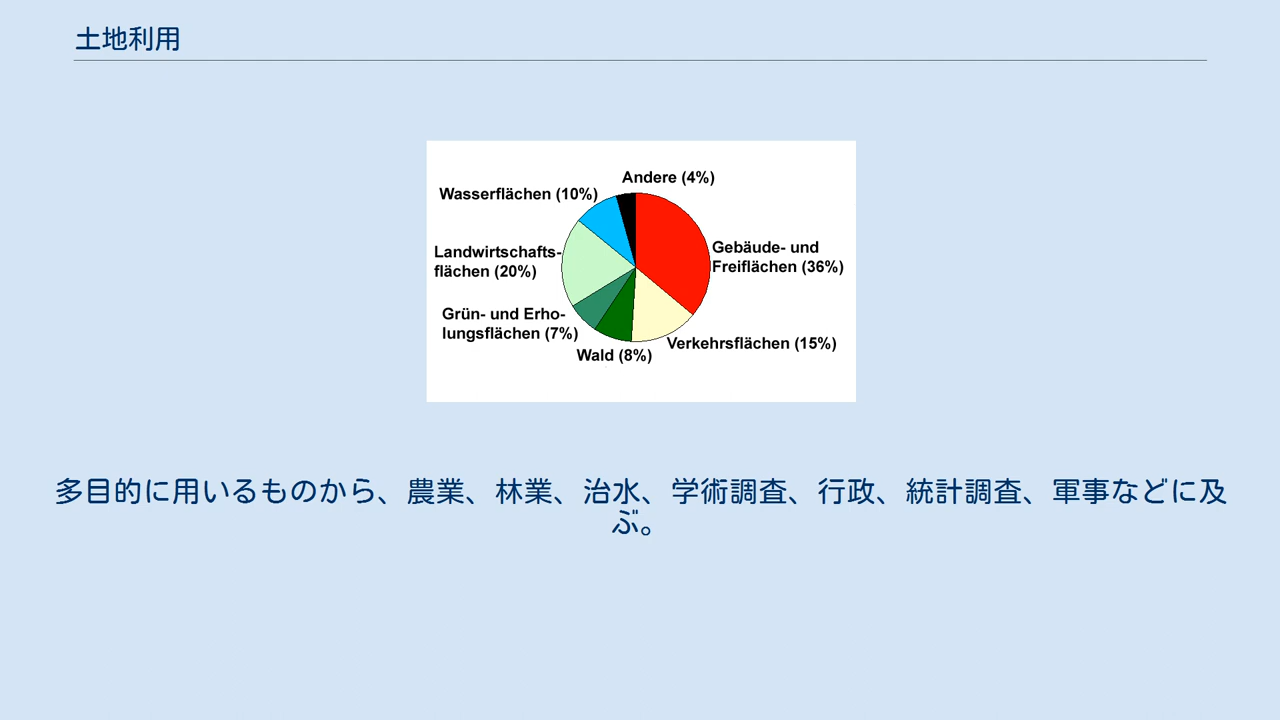 土地利用
Andere (4%)
Wasserflächen (10%)
Gebäude- und
Freiflächen (36%)
Landwirtschafts-
flächen (20%)
Grün- und Erho-
lungsflächen (7%)
Verkehrsflächen (15%)
Wald (8%)
多目的に用いるものから、農業、林業、治水、学術調査、行政、統計調査、軍事などに及
ぶ。